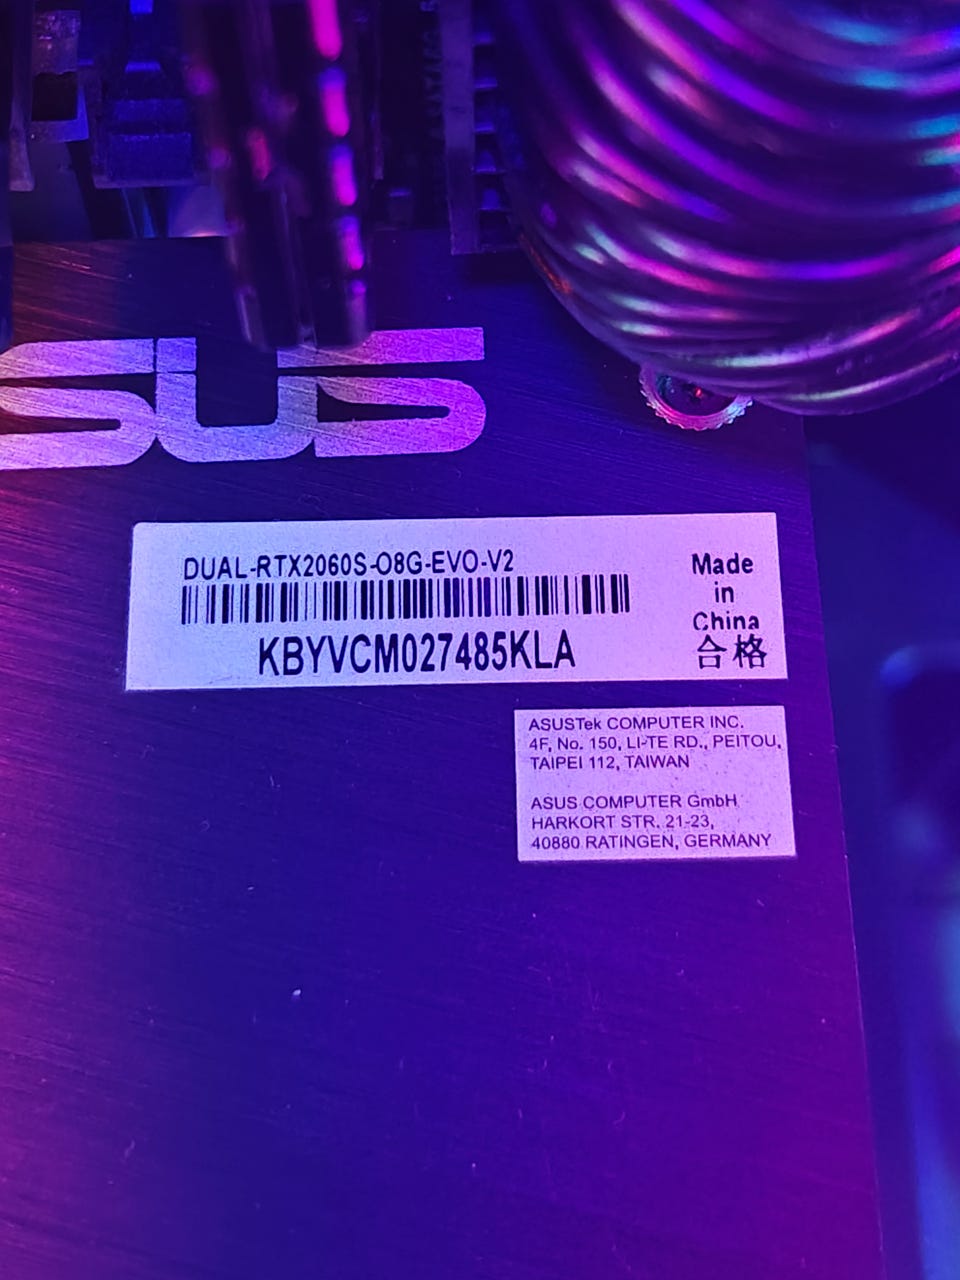 ASUS
DUAL-RTX2060S-O8G-EVO-V2
KBYVCM027485KLA
Made
in
China
合格
ASUSTek COMPUTER INC.
4F, No. 150, LI-TE RD., PEITOU,
TAIPEI 112, TAIWAN
ASUS COMPUTER GmbH
HARKORT STR. 21-23,
40880 RATINGEN, GERMANY